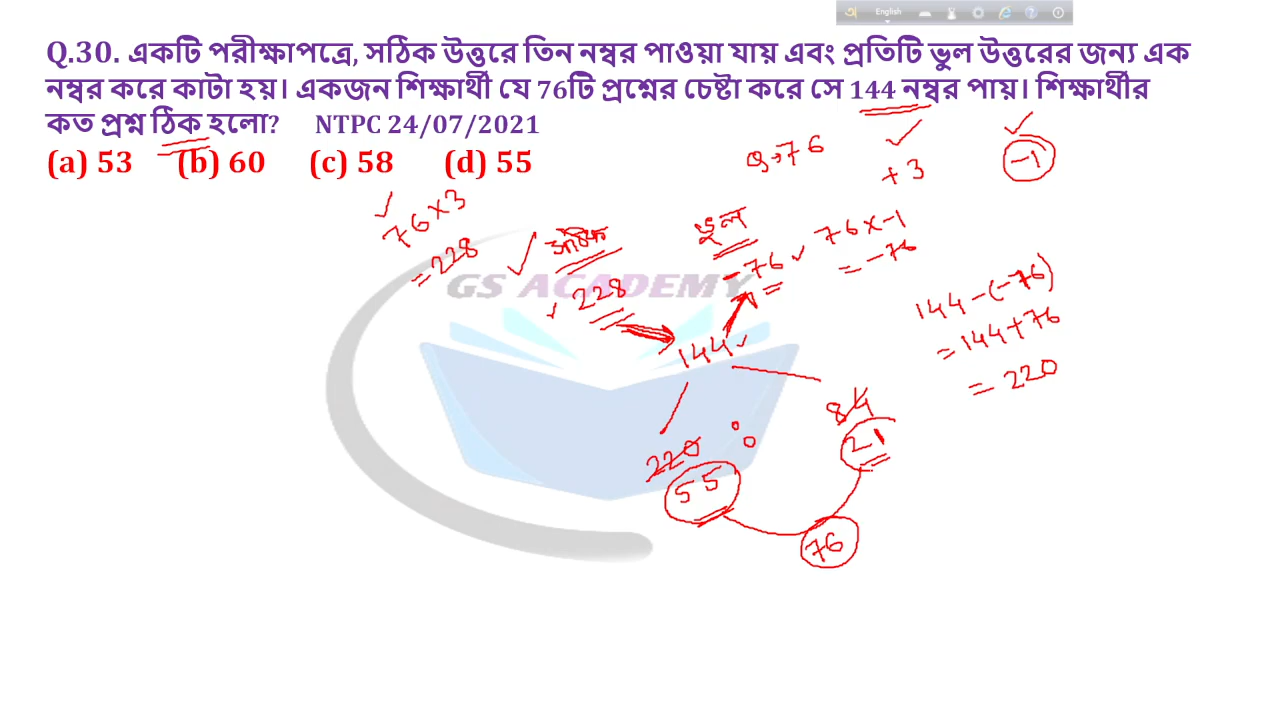 English
Q.30. একটি পরীক্ষাপত্রে, সঠিক উত্তরে তিন নম্বর পাওয়া যায় এবং প্রতিটি ভুল উত্তরের জন্য এক
নম্বর করে কাটা হয়। একজন শিক্ষার্থী যে 76টি প্রশ্নের চেষ্টা করে সে 144 নম্বর পায়। শিক্ষার্থীর
কত প্রশ্ন ঠিক হলো? NTPC 24/07/2021
(a) 53 (b) 60 (c) 58 (d) 55
Q→76
+3
-1
76×3
=228
সঠিক
228
ভুল
-76
76×-1
=-76
144
144-(-76)
=144+76
=220
GS ACADEMY
220
84
55
21
76